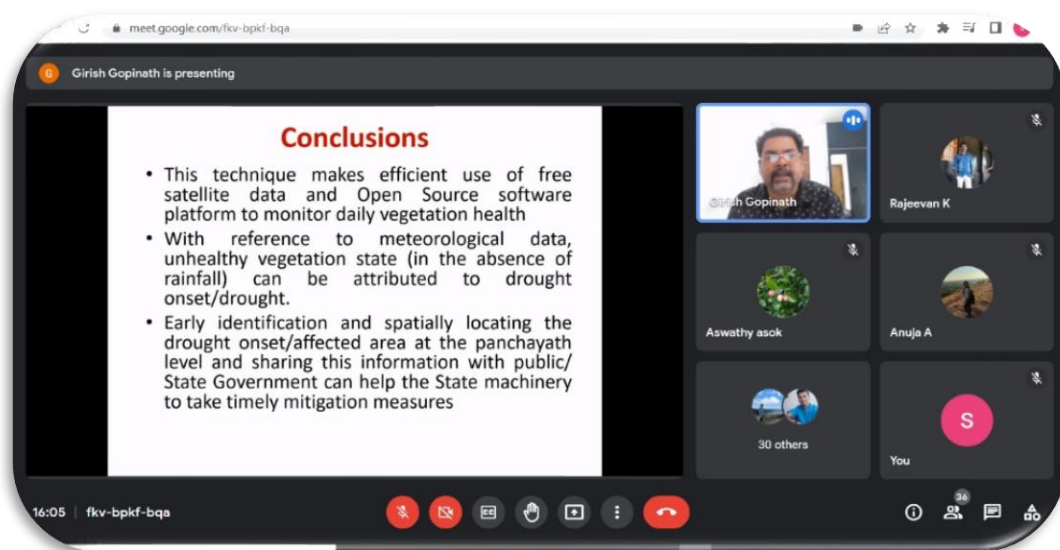 meet.google.com/fkv-bpkf-bqa
G
Girish Gopinath is presenting
Conclusions
• This technique makes efficient use of free
satellite data and Open Source software
platform to monitor daily vegetation health
• With reference to meteorological data,
unhealthy vegetation state (in the absence of
rainfall) can be attributed to drought
onset/drought.
• Early identification and spatially locating the
drought onset/affected area at the panchayath
level and sharing this information with public/
State Government can help the State machinery
to take timely mitigation measures
Girish Gopinath
Rajeevan K
Aswathy asok
Anuja A
30 others
S
You
16:05 | fkv-bpkf-bqa
CC
36